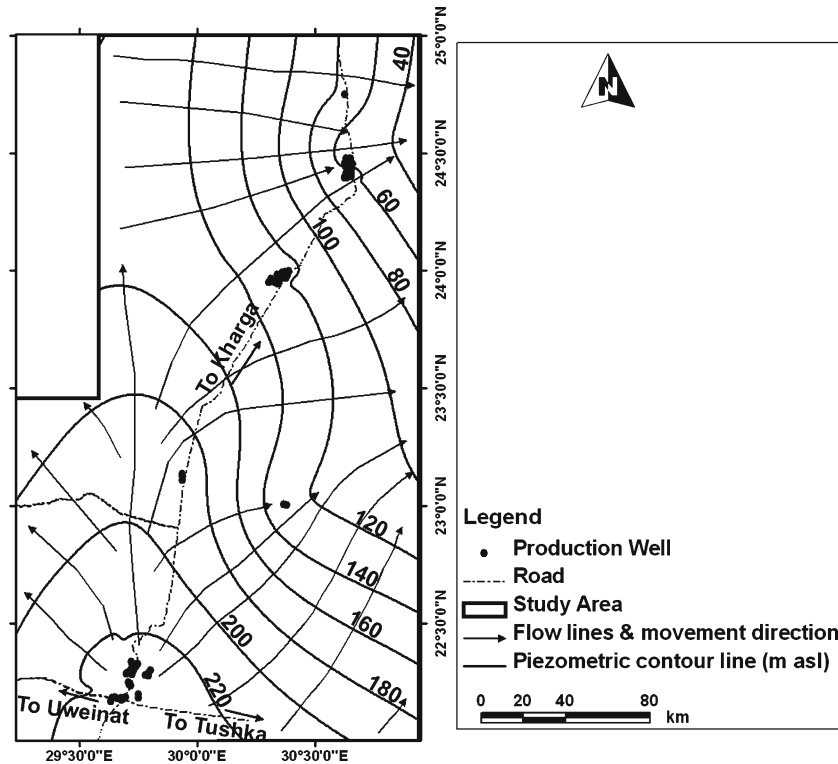 40
60
80
100
To Kharga
120
140
160
180
200
220
To Uweinat
To Tushka
25°0'0"N
24°30'0"N
24°0'0"N
23°30'0"N
23°0'0"N
22°30'0"N
29°30'0"E
30°0'0"E
30°30'0"E
N
Legend
Production Well
Road
Study Area
Flow lines & movement direction
Piezometric contour line (m asl)
0 20 40 80
km